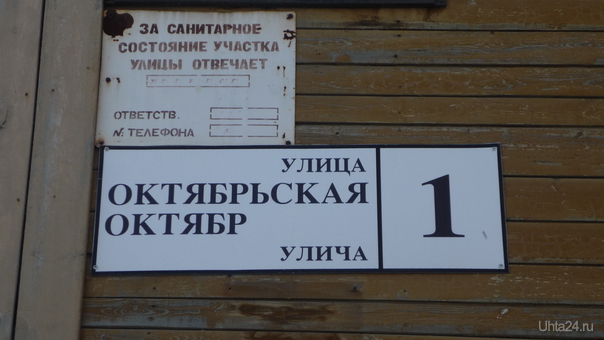 ЗА САНИТАРНОЕ
СОСТОЯНИЕ УЧАСТКА
УЛИЦЫ ОТВЕЧАЕТ
ОТВЕТСТВ.
№ ТЕЛЕФОНА
УЛИЦА
ОКТЯБРЬСКАЯ
ОКТЯБР
УЛИЧА
1
Uhta24.ru